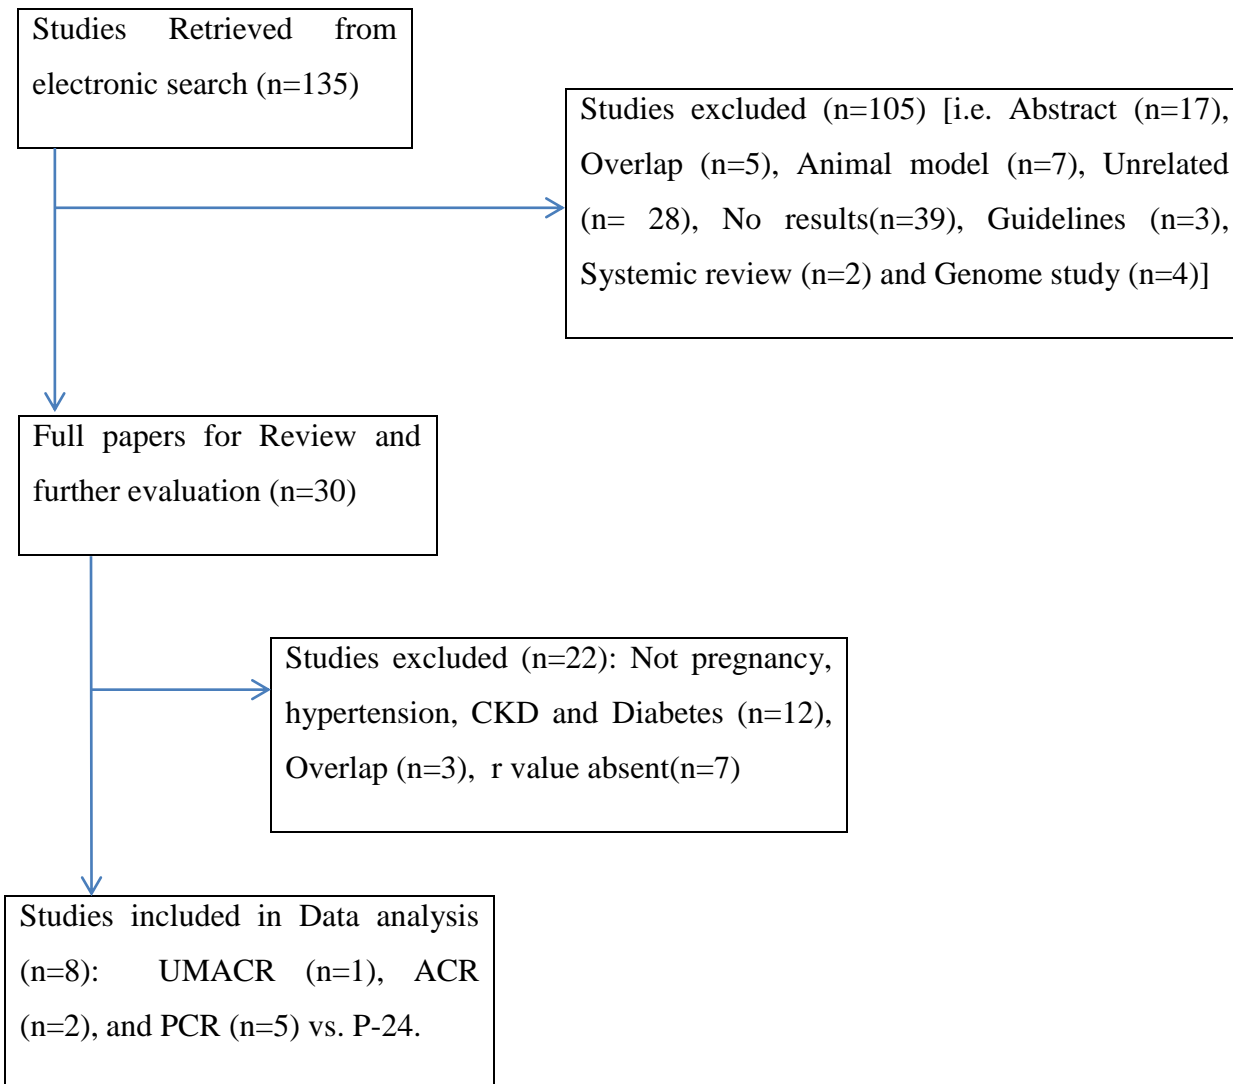 Studies Retrieved from
electronic search (n=135)
Studies excluded (n=105) [i.e. Abstract (n=17),
Overlap (n=5), Animal model (n=7), Unrelated
(n= 28), No results(n=39), Guidelines (n=3),
Systemic review (n=2) and Genome study (n=4)]
Full papers for Review and
further evaluation (n=30)
Studies excluded (n=22): Not pregnancy,
hypertension, CKD and Diabetes (n=12),
Overlap (n=3), r value absent(n=7)
Studies included in Data analysis
(n=8): UMACR (n=1), ACR
(n=2), and PCR (n=5) vs. P-24.